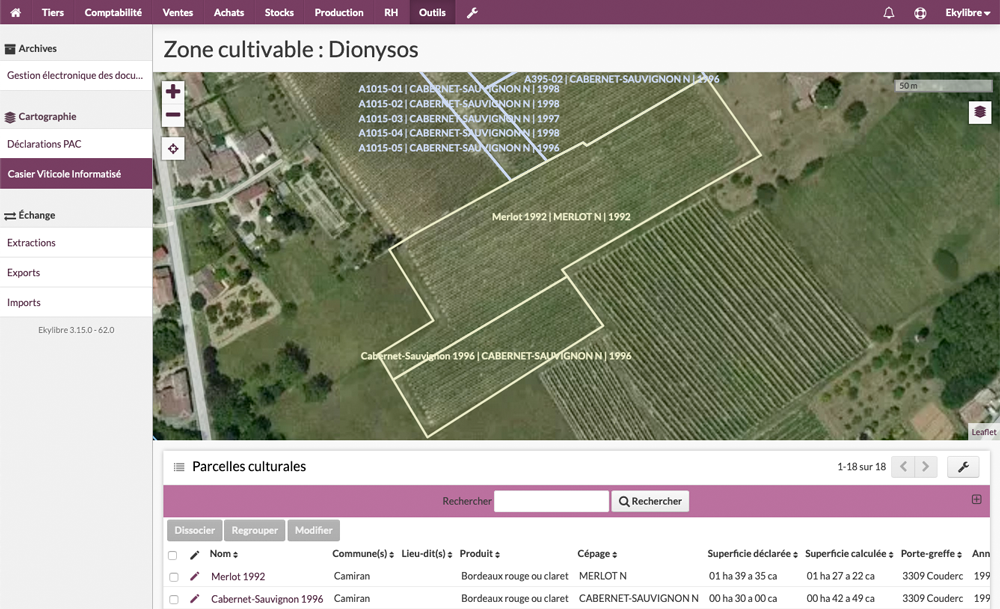 Tiers Comptabilité Ventes Achats Stocks Production RH Outils Ekylibre
Archives
Gestion électronique des docu...
Cartographie
Déclarations PAC
Casier Viticole Informatisé
Échange
Extractions
Exports
Imports
Ekylibre 3.15.0 - 62.0
Zone cultivable : Dionysos
A395-02 | CABERNET-SAUVIGNON N | 1996
50 m
A1015-01 | CABERNET-SAUVIGNON N | 1998
A1015-02 | CABERNET-SAUVIGNON N | 1998
A1015-03 | CABERNET-SAUVIGNON N | 1997
A1015-04 | CABERNET-SAUVIGNON N | 1998
A1015-05 | CABERNET-SAUVIGNON N | 1996
Merlot 1992 | MERLOT N | 1992
Cabernet-Sauvignon 1996 | CABERNET-SAUVIGNON N | 1996
Leaflet
Parcelles culturales
1-18 sur 18
Rechercher Rechercher
Dissocier Regrouper Modifier
Nom Commune(s) Lieu-dit(s) Produit Cépage Superficie déclarée Superficie calculée Porte-greffe Ann
Merlot 1992 Camiran Bordeaux rouge ou claret MERLOT N 01 ha 39 a 35 ca 01 ha 27 a 22 ca 3309 Couderc 199
Cabernet-Sauvignon 1996 Camiran Bordeaux rouge ou claret CABERNET-SAUVIGNON N 00 ha 30 a 00 ca 00 ha 42 a 49 ca 3309 Couderc 199